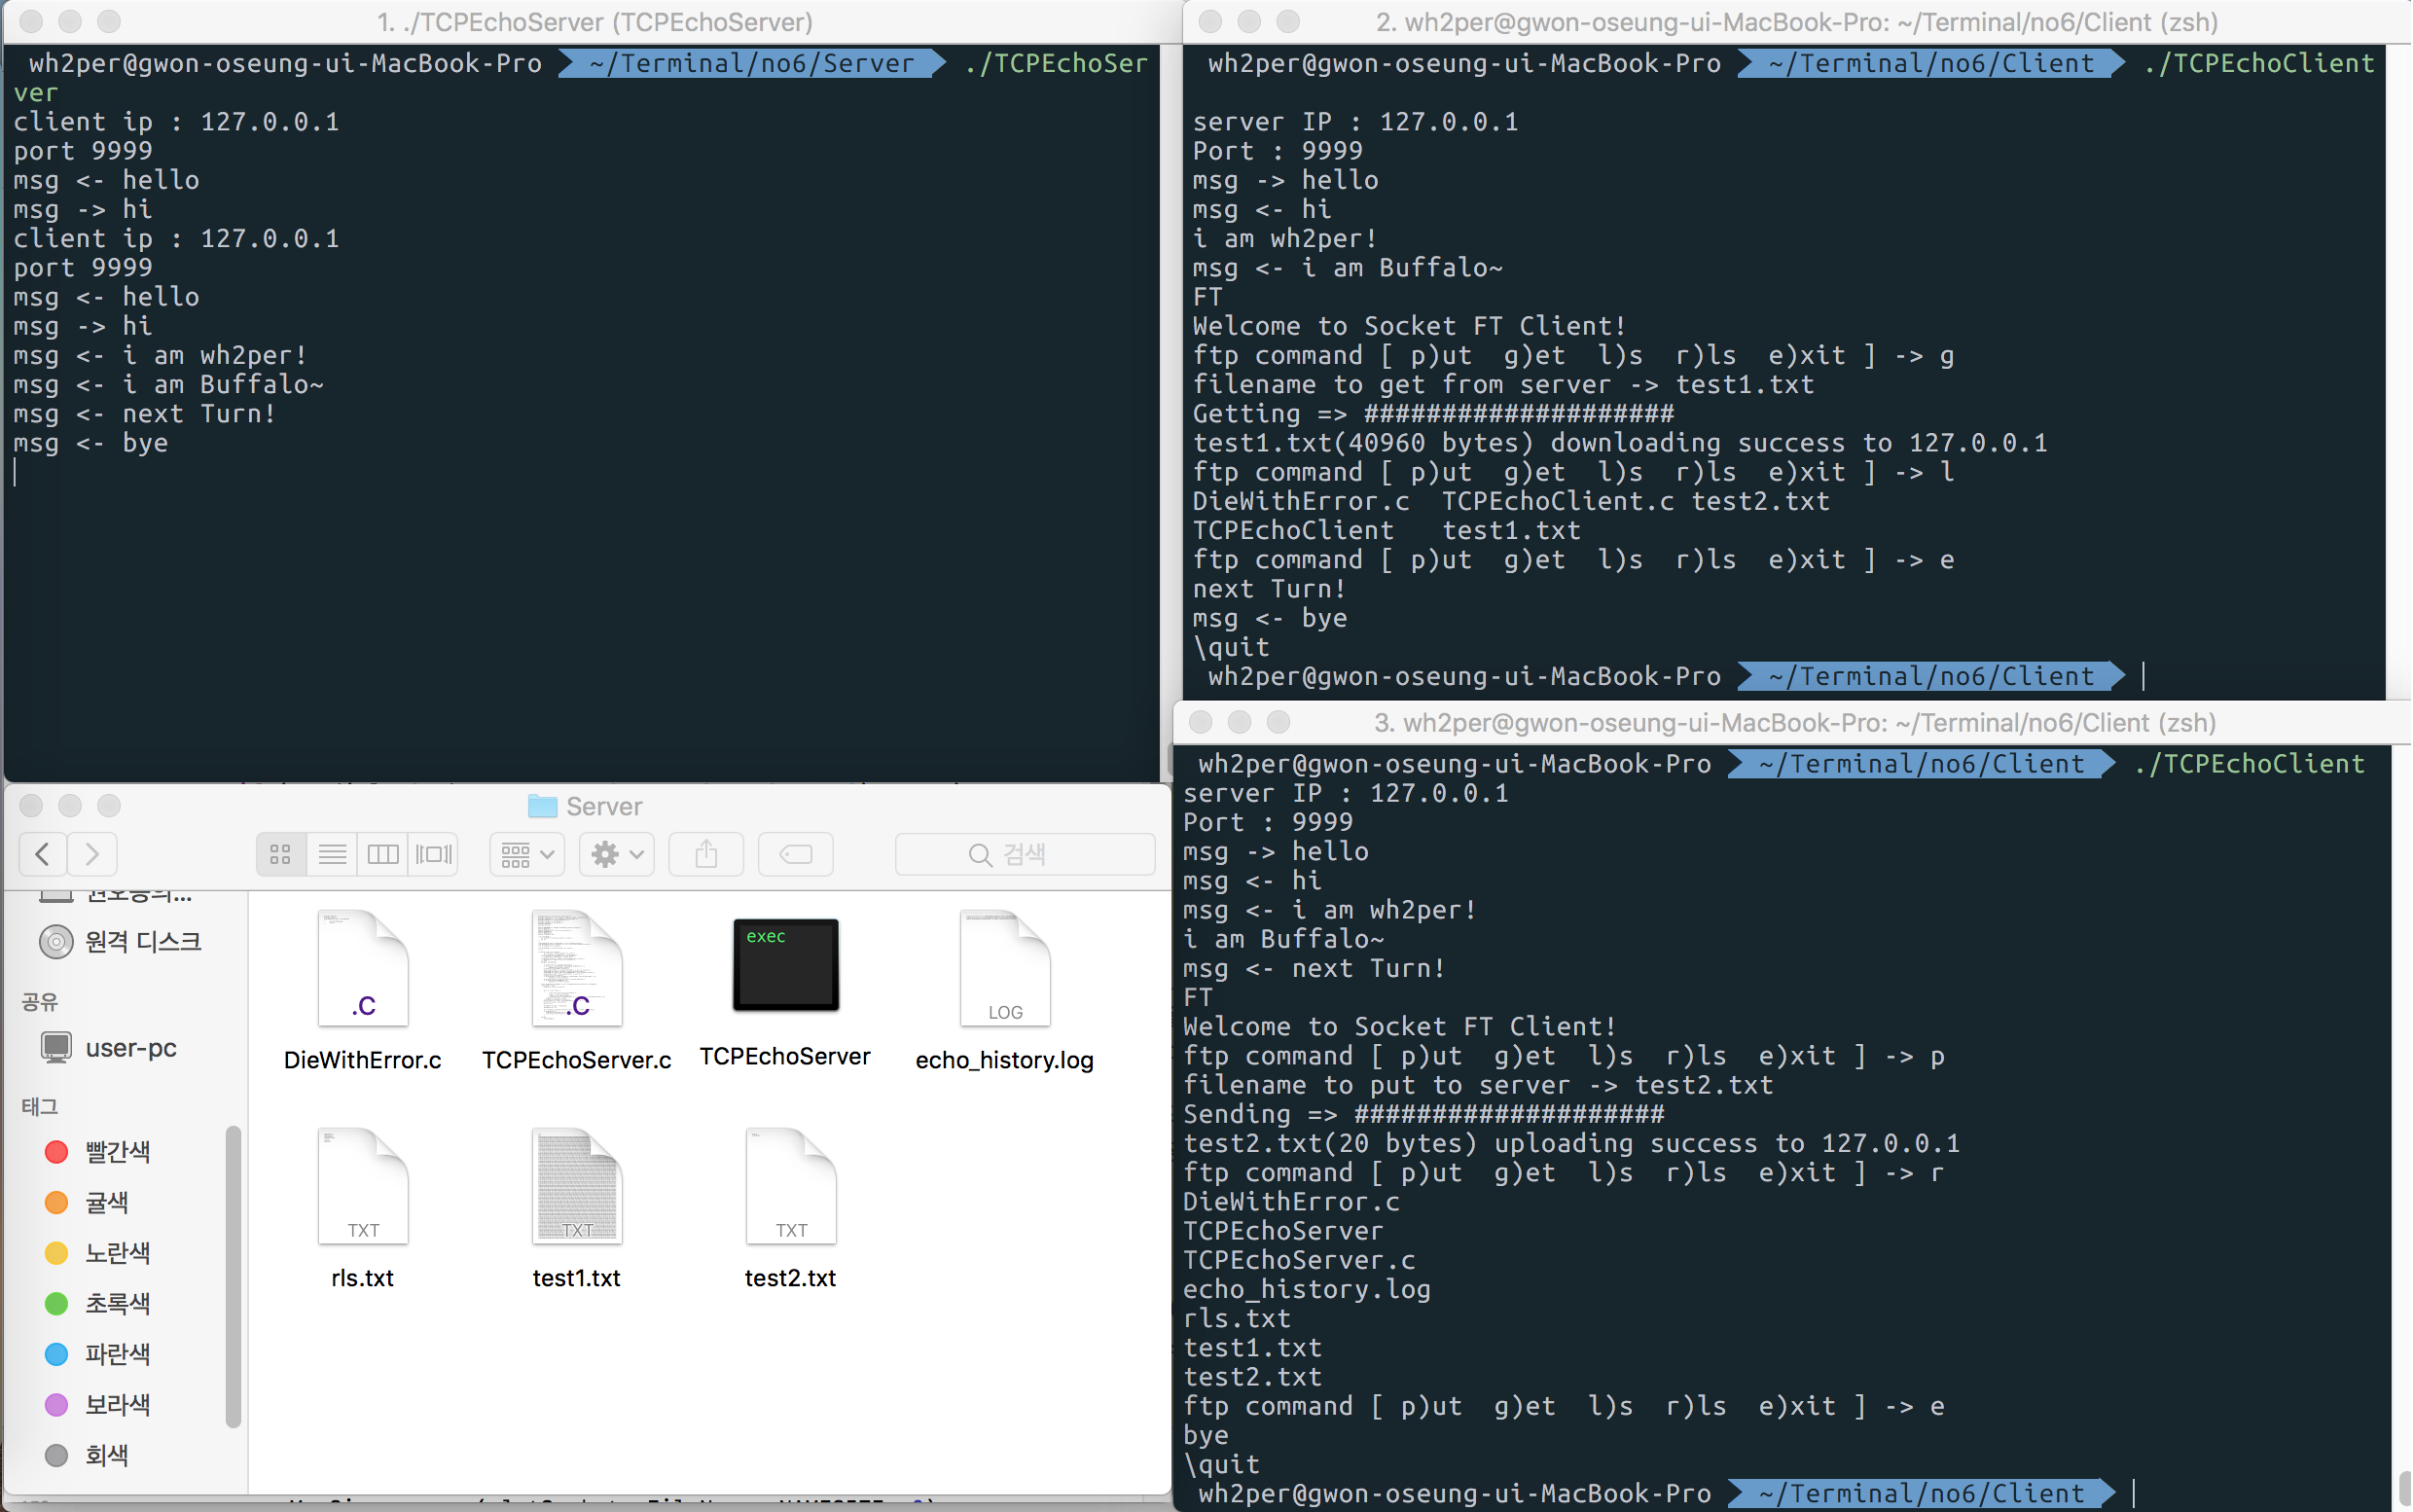 1. ./TCPEchoServer (TCPEchoServer)
wh2per@gwon-oseung-ui-MacBook-Pro ~/Terminal/no6/Server ./TCPEchoSer
ver
client ip : 127.0.0.1
port 9999
msg <- hello
msg -> hi
client ip : 127.0.0.1
port 9999
msg <- hello
msg -> hi
msg <- i am wh2per!
msg <- i am Buffalo~
msg <- next Turn!
msg <- bye
2. wh2per@gwon-oseung-ui-MacBook-Pro: ~/Terminal/no6/Client (zsh)
wh2per@gwon-oseung-ui-MacBook-Pro ~/Terminal/no6/Client ./TCPEchoClient
server IP : 127.0.0.1
Port : 9999
msg -> hello
msg <- hi
i am wh2per!
msg <- i am Buffalo~
FT
Welcome to Socket FT Client!
ftp command [ p)ut  g)et  l)s  r)ls  e)xit ] -> g
filename to get from server -> test1.txt
Getting => ####################
test1.txt(40960 bytes) downloading success to 127.0.0.1
ftp command [ p)ut  g)et  l)s  r)ls  e)xit ] -> l
DieWithError.c  TCPEchoClient.c test2.txt
TCPEchoClient   test1.txt
ftp command [ p)ut  g)et  l)s  r)ls  e)xit ] -> e
next Turn!
msg <- bye
\quit
wh2per@gwon-oseung-ui-MacBook-Pro ~/Terminal/no6/Client
Server
검색
원격 디스크
공유
user-pc
태그
빨간색
귤색
노란색
초록색
파란색
보라색
회색
.C
.C
exec
LOG
DieWithError.c
TCPEchoServer.c
TCPEchoServer
echo_history.log
TXT
TXT
TXT
rls.txt
test1.txt
test2.txt
3. wh2per@gwon-oseung-ui-MacBook-Pro: ~/Terminal/no6/Client (zsh)
wh2per@gwon-oseung-ui-MacBook-Pro ~/Terminal/no6/Client ./TCPEchoClient
server IP : 127.0.0.1
Port : 9999
msg -> hello
msg <- hi
msg <- i am wh2per!
i am Buffalo~
msg <- next Turn!
FT
Welcome to Socket FT Client!
ftp command [ p)ut  g)et  l)s  r)ls  e)xit ] -> p
filename to put to server -> test2.txt
Sending => ####################
test2.txt(20 bytes) uploading success to 127.0.0.1
ftp command [ p)ut  g)et  l)s  r)ls  e)xit ] -> r
DieWithError.c
TCPEchoServer
TCPEchoServer.c
echo_history.log
rls.txt
test1.txt
test2.txt
ftp command [ p)ut  g)et  l)s  r)ls  e)xit ] -> e
bye
\quit
wh2per@gwon-oseung-ui-MacBook-Pro ~/Terminal/no6/Client